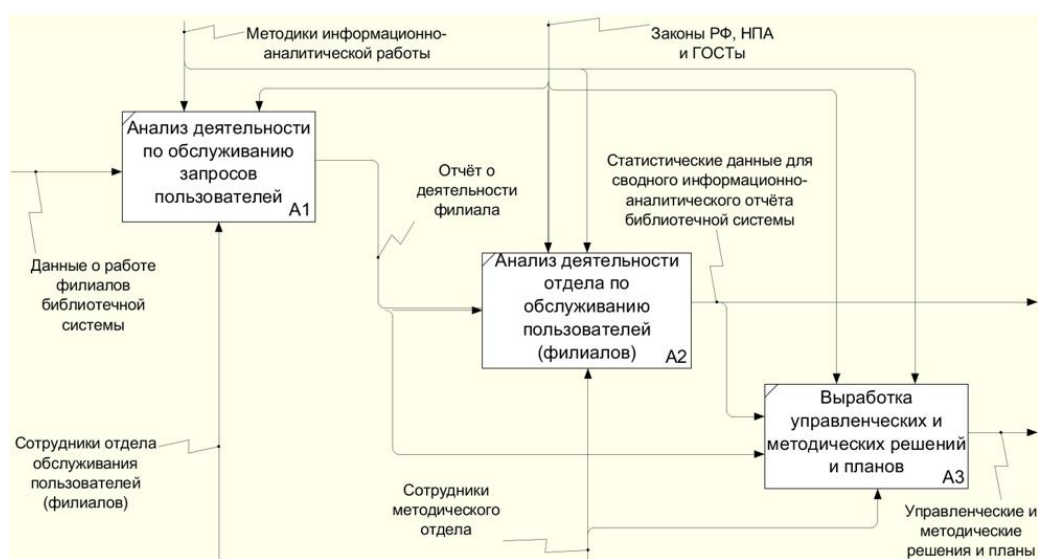 Методики информационно-
аналитической работы
Законы РФ, НПА
и ГОСТы
Анализ деятельности
по обслуживанию
запросов
пользователей
A1
Отчёт о
деятельности
филиала
Статистические данные для
сводного информационно-
аналитического отчёта
библиотечной системы
Данные о работе
филиалов
библиотечной
системы
Анализ деятельности
отдела по
обслуживанию
пользователей
(филиалов)
A2
Выработка
управленческих и
методических решений
и планов
A3
Сотрудники отдела
обслуживания
пользователей
(филиалов)
Сотрудники
методического
отдела
Управленческие и
методические
решения и планы